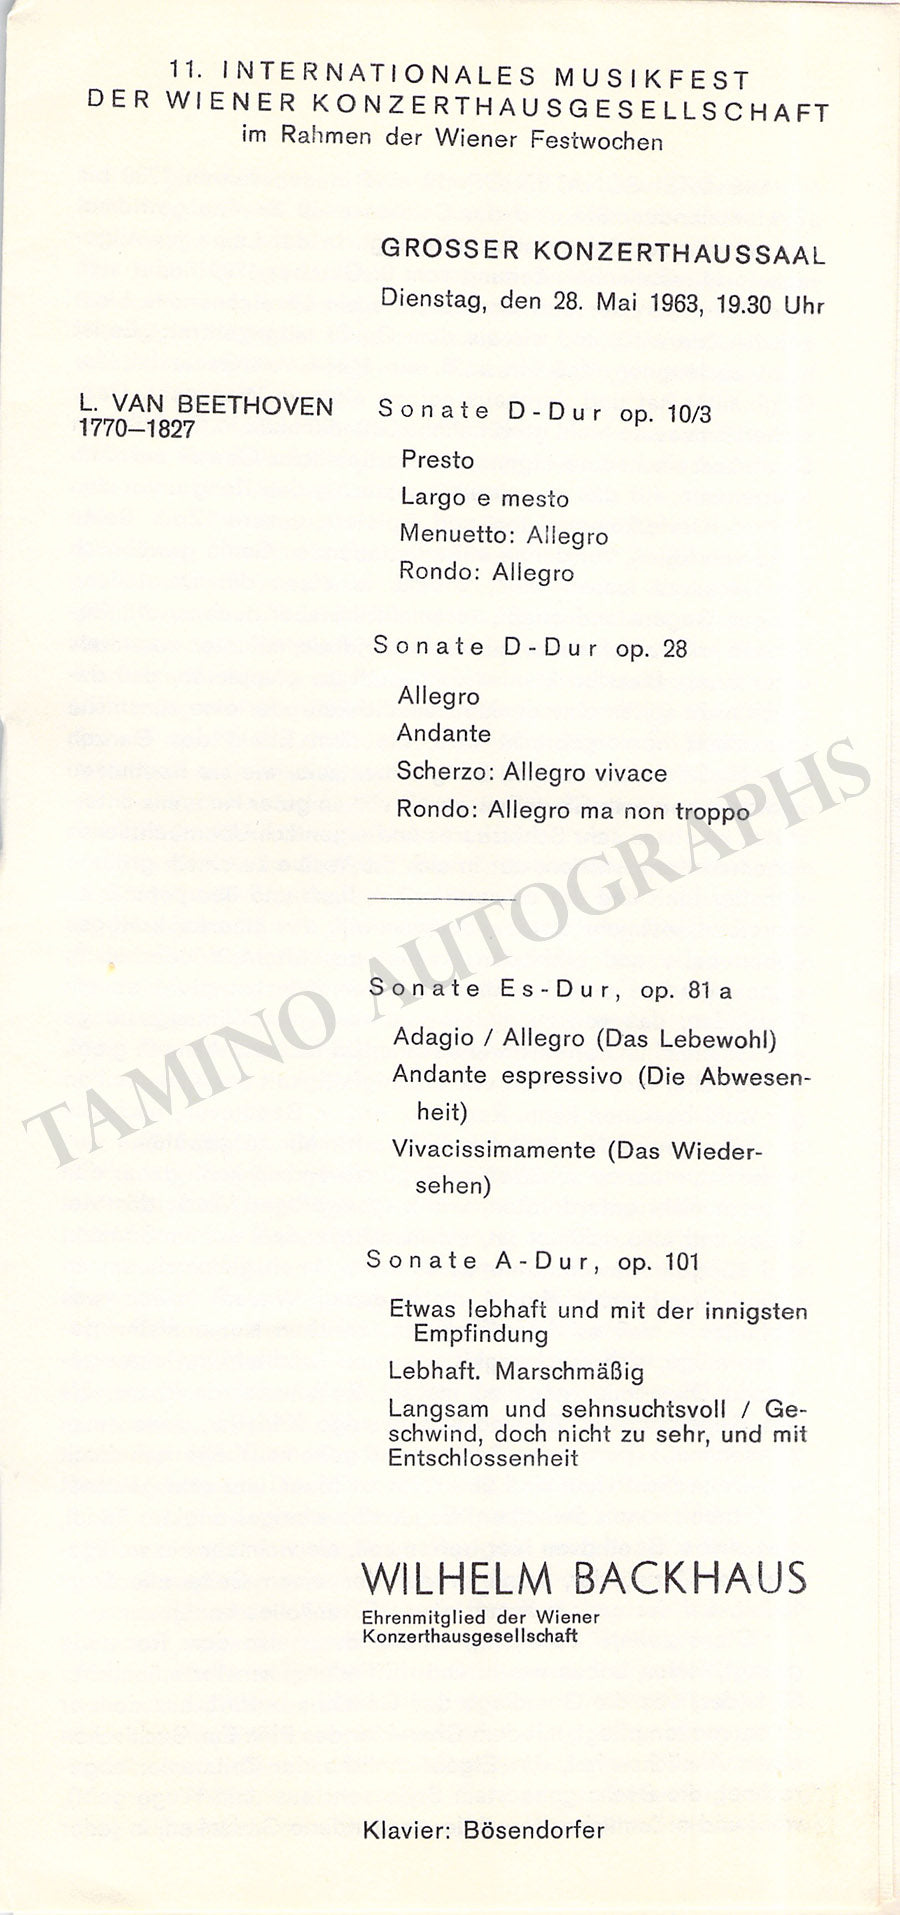 11. INTERNATIONALES MUSIKFEST
DER WIENER KONZERTHAUSGESELLSCHAFT
im Rahmen der Wiener Festwochen
GROSSER KONZERTHAUSSAAL
Dienstag, den 28. Mai 1963, 19.30 Uhr
L. VAN BEETHOVEN
1770–1827
Sonate D-Dur op. 10/3
Presto
Largo e mesto
Menuetto: Allegro
Rondo: Allegro
Sonate D-Dur op. 28
Allegro
Andante
Scherzo: Allegro vivace
Rondo: Allegro ma non troppo
Sonate Es-Dur, op. 81 a
Adagio / Allegro (Das Lebewohl)
Andante espressivo (Die Abwesen-
heit)
Vivacissimamente (Das Wieder-
sehen)
Sonate A-Dur, op. 101
Etwas lebhaft und mit der innigsten
Empfindung
Lebhaft. Marschmäßig
Langsam und sehnsuchtsvoll / Ge-
schwind, doch nicht zu sehr, und mit
Entschlossenheit
WILHELM BACKHAUS
Ehrenmitglied der Wiener
Konzerthausgesellschaft
Klavier: Bösendorfer
TAMINO AUTOGRAPHS